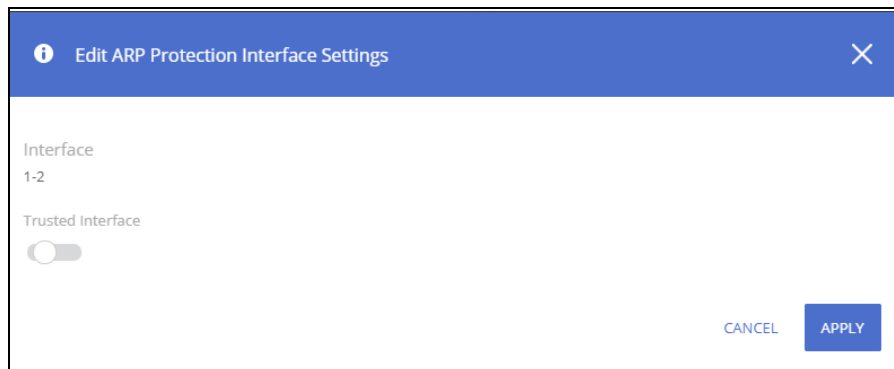 Edit ARP Protection Interface Settings
Interface
1-2
Trusted Interface
CANCEL APPLY